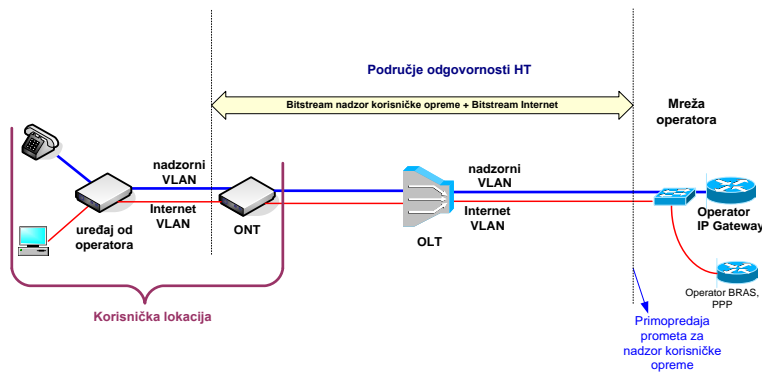 Područje odgovornosti HT
Bitstream nadzor korisničke opreme + Bitstream Internet
Mreža
operatora
nadzorni
VLAN
Internet
VLAN
uređaj od
operatora
ONT
OLT
nadzorni
VLAN
Internet
VLAN
Operator
IP Gateway
Operator BRAS,
PPP
Korisnička lokacija
Primopredaja
prometa za
nadzor korisničke
opreme